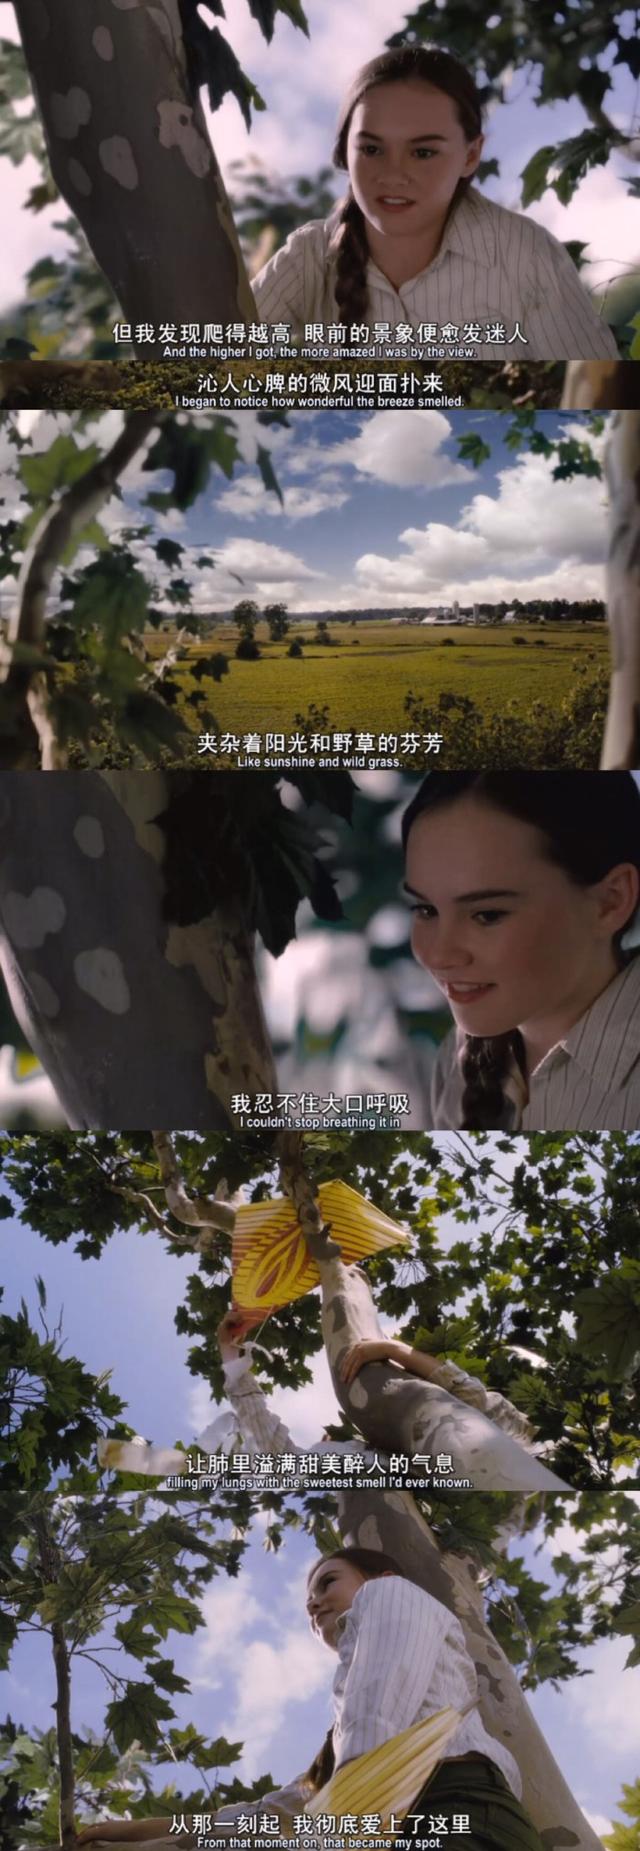 但我发现爬得越高 眼前的景象便愈发迷人
And the higher I got, the more amazed I was by the view.
沁人心脾的微风迎面扑来
I began to notice how wonderful the breeze smelled.
夹杂着阳光和野草的芬芳
Like sunshine and wild grass.
我忍不住大口呼吸
I couldn't stop breathing it in
让肺里溢满甜美醉人的气息
filling my lungs with the sweetest smell I'd ever known.
从那一刻起 我彻底爱上了这里
From that moment on, that became my spot.